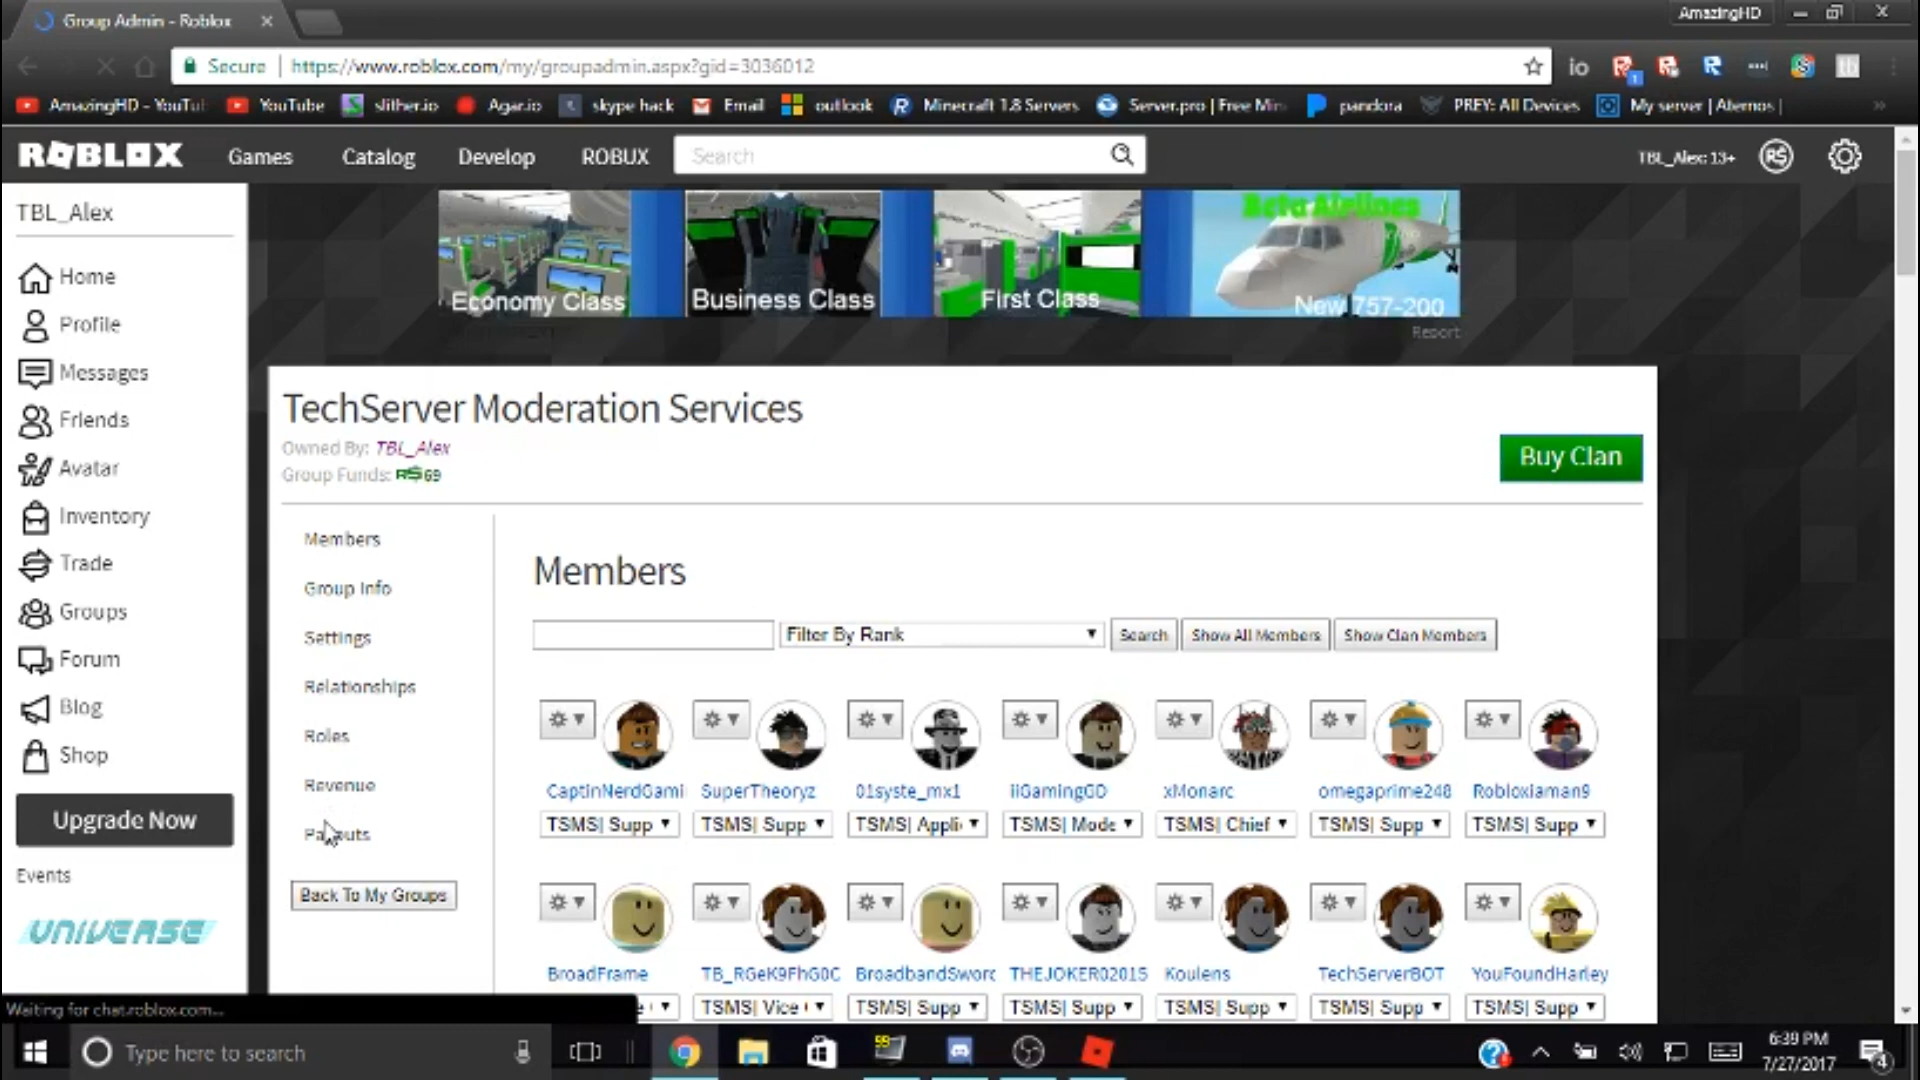 Group Admin - Roblox
AmazingHD
Secure https://www.roblox.com/my/groupadmin.aspx?gid=3036012
io
AmazingHD - YouTul YouTube slither.io Agar.io skype hack Email outlook Minecraft 1.8 Servers Server.pro | Free Min pandora PREY: All Devices My server | Aternos |
ROBLOX Games Catalog Develop ROBUX Search TBL_Alex: 13+
TBL_Alex
Home
Profile
Messages
Friends
Avatar
Inventory
Trade
Groups
Forum
Blog
Shop
Upgrade Now
Events
UNIVERSE
Beta Airlines
Economy Class Business Class First Class New 757-200
Report
TechServer Moderation Services
Owned By: TBL_Alex
Group Funds: R$ 69
Buy Clan
Members
Group Info
Settings
Relationships
Roles
Revenue
Payouts
Back To My Groups
Members
Filter By Rank Search Show All Members Show Clan Members
CaptinNerdGami SuperTheoryz 01syste_mx1 iiGamingGD xMonarc omegaprime248 Robloxiaman9
TSMS| Supp TSMS| Supp TSMS| Appli TSMS| Mode TSMS| Chief TSMS| Supp TSMS| Supp
BroadFrame TB_RGeK9FhG0C BroadbandSword THEJOKER02015 Koulens TechServerBOT YouFoundHarley
TSMS| Vice TSMS| Supp TSMS| Supp TSMS| Supp TSMS| Supp TSMS| Supp
Waiting for chat.roblox.com...
Type here to search
59
6:39 PM
7/27/2017
4